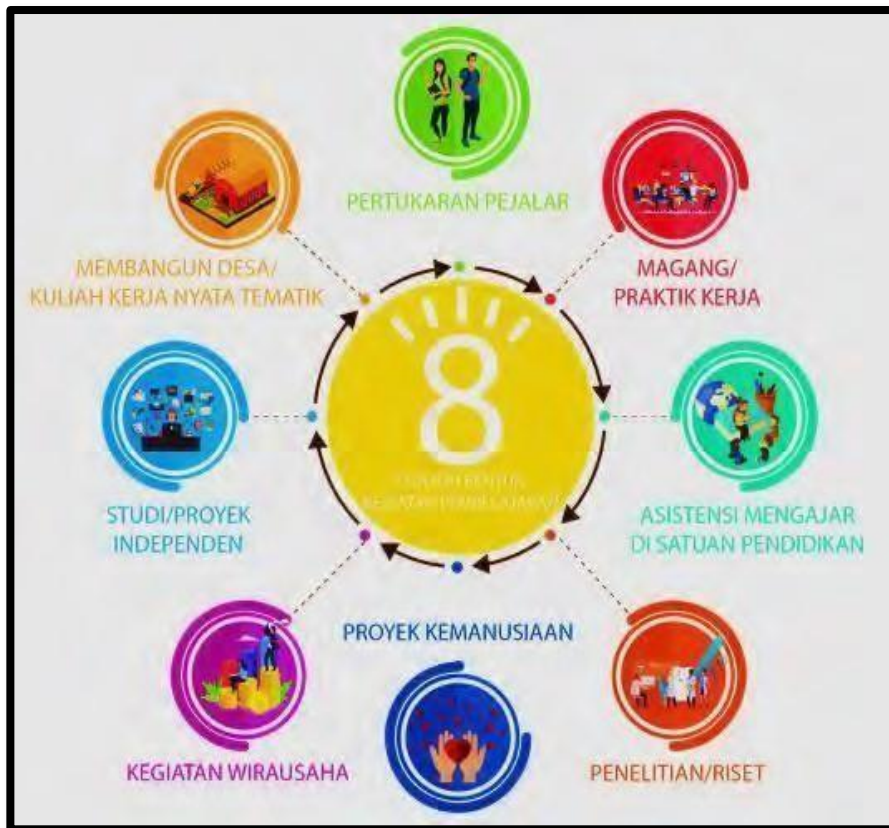 PERTUKARAN PEJALAR
MAGANG/
PRAKTIK KERJA
ASISTENSI MENGAJAR
DI SATUAN PENDIDIKAN
PENELITIAN/RISET
PROYEK KEMANUSIAAN
KEGIATAN WIRAUSAHA
STUDI/PROYEK
INDEPENDEN
MEMBANGUN DESA/
KULIAH KERJA NYATA TEMATIK
8